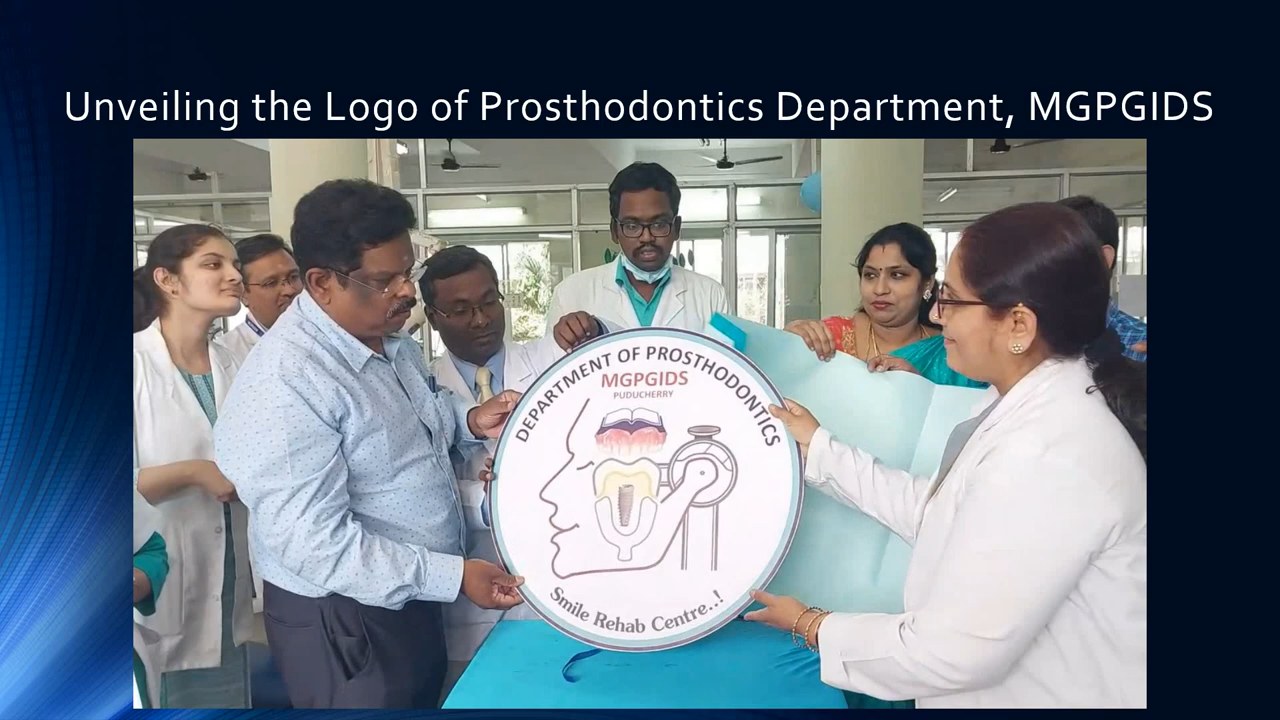 Unveiling the Logo of Prosthodontics Department, MGPGIDS
DEPARTMENT OF PROSTHODONTICS
MGPGIDS
PUDUCHERRY
Smile Rehab Centre..!